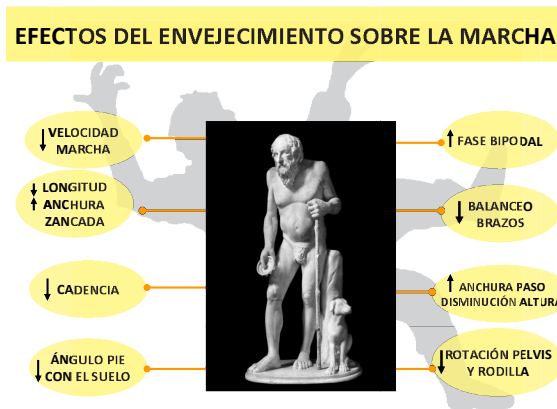 EFECTOS DEL ENVEJECIMIENTO SOBRE LA MARCHA
↓ VELOCIDAD
MARCHA
↓ LONGITUD
↑ ANCHURA
ZANCADA
↓ CADENCIA
↓ ÁNGULO PIE
CON EL SUELO
↑ FASE BIPODAL
↓ BALANCEO
BRAZOS
↑ ANCHURA PASO
DISMINUCIÓN ALTURA
↓ ROTACIÓN PELVIS
Y RODILLA